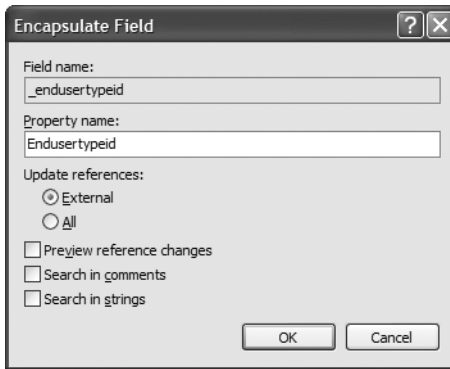 Encapsulate Field
Field name:
_endusertypeid
Property name:
Endusertypeid
Update references:
External
All
Preview reference changes
Search in comments
Search in strings
OK Cancel